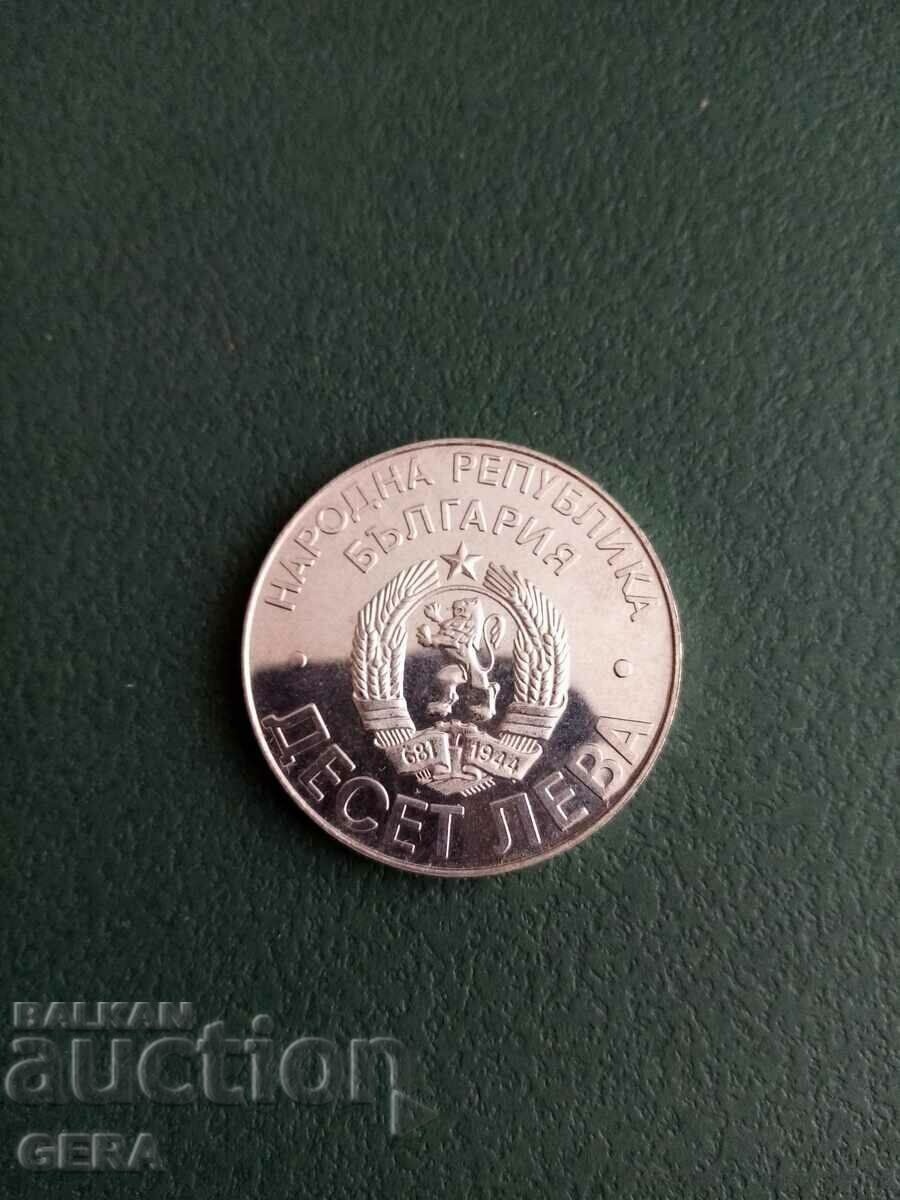 НАРОДНА РЕПУБЛИКА
БЪЛГАРИЯ
681 1944
ДЕСЕТ ЛЕВА
BALKAN
auction
GERA